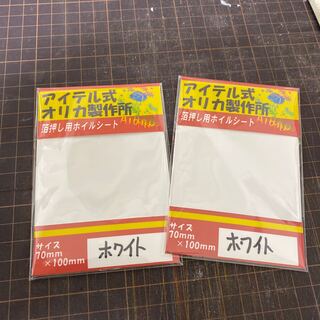 アイテル式
オリカ製作所
箔押し用ホイルシート
サイズ
70mm
×100mm
ホワイト
アイテル式
オリカ製作所
箔押し用ホイルシート
サイズ
70mm
×100mm
ホワイト